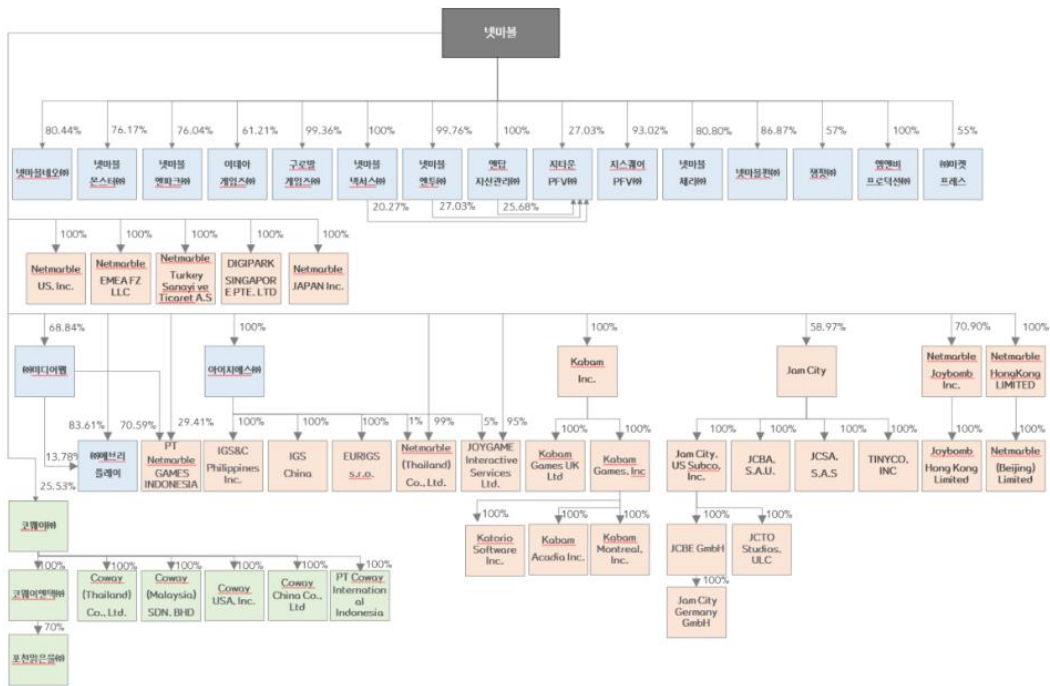 넷마블
80.44%
76.17%
76.04%
61.21%
99.36%
100%
99.76%
100%
27.03%
93.02%
80.80%
86.87%
57%
100%
55%
넷마블네오㈜
넷마블
몬스터㈜
넷마블
엔파크㈜
이데아
게임즈㈜
구로발
게임즈㈜
넷마블
넥서스㈜
넷마블
엔투㈜
엔탑
자산관리㈜
지타운
PFV㈜
지스퀘어
PFV㈜
넷마블
체리㈜
넷마블펀㈜
잼팟㈜
엠엔비
프로덕션㈜
㈜마켓
프레스
20.27%
27.03%
25.68%
100%
100%
100%
100%
100%
Netmarble
US. Inc.
Netmarble
EMEA FZ
LLC
Netmarble
Turkey
Sanayi ve
Ticaret A.S
DIGIPARK
SINGAPOR
E PTE. LTD
Netmarble
JAPAN Inc.
68.84%
100%
100%
58.97%
70.90%
100%
㈜미디어웹
아이지에스㈜
Kabam
Inc.
Jam City
Netmarble
Joybomb
Inc.
Netmarble
HongKong
LIMITED
83.61%
70.59%
29.41%
100%
100%
100%
1%
99%
5%
95%
100%
100%
100%
100%
100%
100%
100%
100%
13.78%
㈜에브리
플레이
PT
Netmarble
GAMES
INDONESIA
IGS&C
Philippines
Inc.
IGS
China
EURIGS
s.r.o.
Netmarble
(Thailand)
Co., Ltd.
JOYGAME
Interactive
Services
Ltd.
Kabam
Games UK
Ltd
Kabam
Games, Inc
Jam City.
US Subco,
Inc.
JCBA,
S.A.U.
JCSA,
S.A.S
TINYCO,
INC
Joybomb
Hong Kong
Limited
Netmarble
(Beijing)
Limited
25.53%
코웨이㈜
100%
100%
100%
100%
100%
Katorio
Software
Inc.
Kabam
Acadia Inc.
Kabam
Montreal,
Inc.
JCBE GmbH
JCTO
Studios,
ULC
100%
100%
100%
100%
100%
100%
코웨이엔텍㈜
Coway
(Thailand)
Co., Ltd.
Coway
(Malaysia)
SDN. BHD
Coway
USA, Inc.
Coway
China Co.,
Ltd
PT Coway
Internation
al
Indonesia
100%
Jam City
Germany
GmbH
70%
포천맑은물㈜